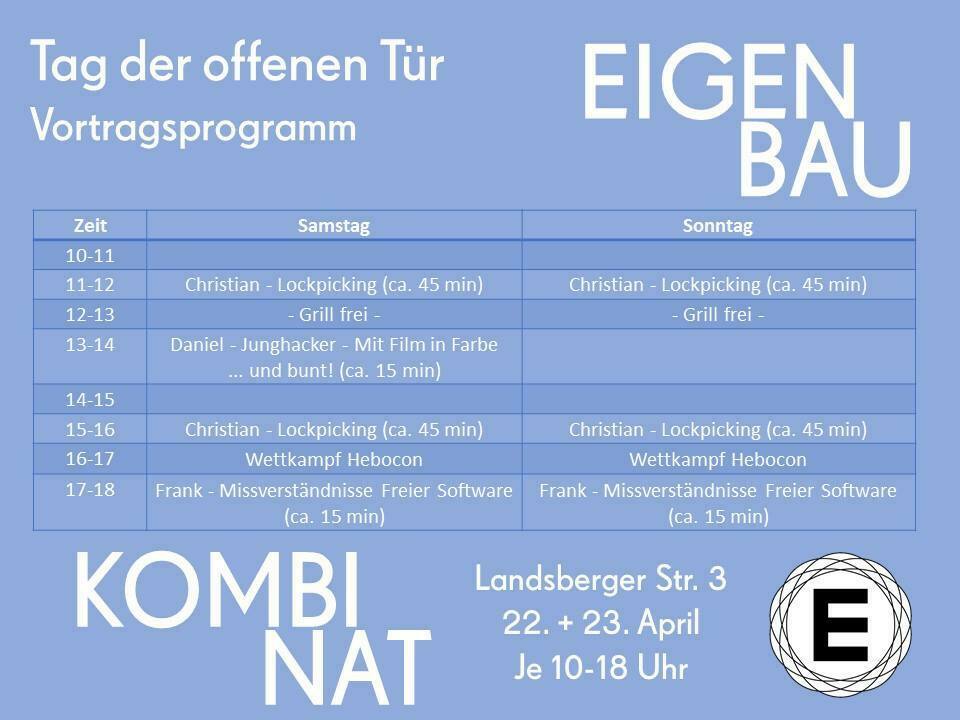 Tag der offenen Tür
Vortragsprogramm
EIGEN
BAU
Zeit Samstag Sonntag
10-11
11-12 Christian - Lockpicking (ca. 45 min) Christian - Lockpicking (ca. 45 min)
12-13 - Grill frei - - Grill frei -
13-14 Daniel - Junghacker - Mit Film in Farbe
... und bunt! (ca. 15 min)
14-15
15-16 Christian - Lockpicking (ca. 45 min) Christian - Lockpicking (ca. 45 min)
16-17 Wettkampf Hebocon Wettkampf Hebocon
17-18 Frank - Missverständnisse Freier Software Frank - Missverständnisse Freier Software
(ca. 15 min) (ca. 15 min)
KOMBI
NAT
Landsberger Str. 3
22. + 23. April
Je 10-18 Uhr
E